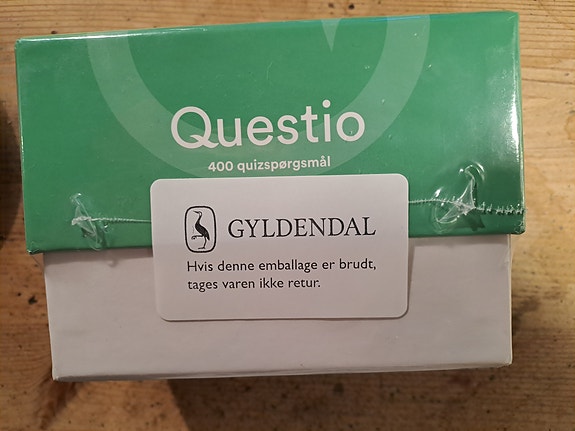 Questio
400 quizspørgsmål
GYLDENDAL
Hvis denne emballage er brudt,
tages varen ikke retur.